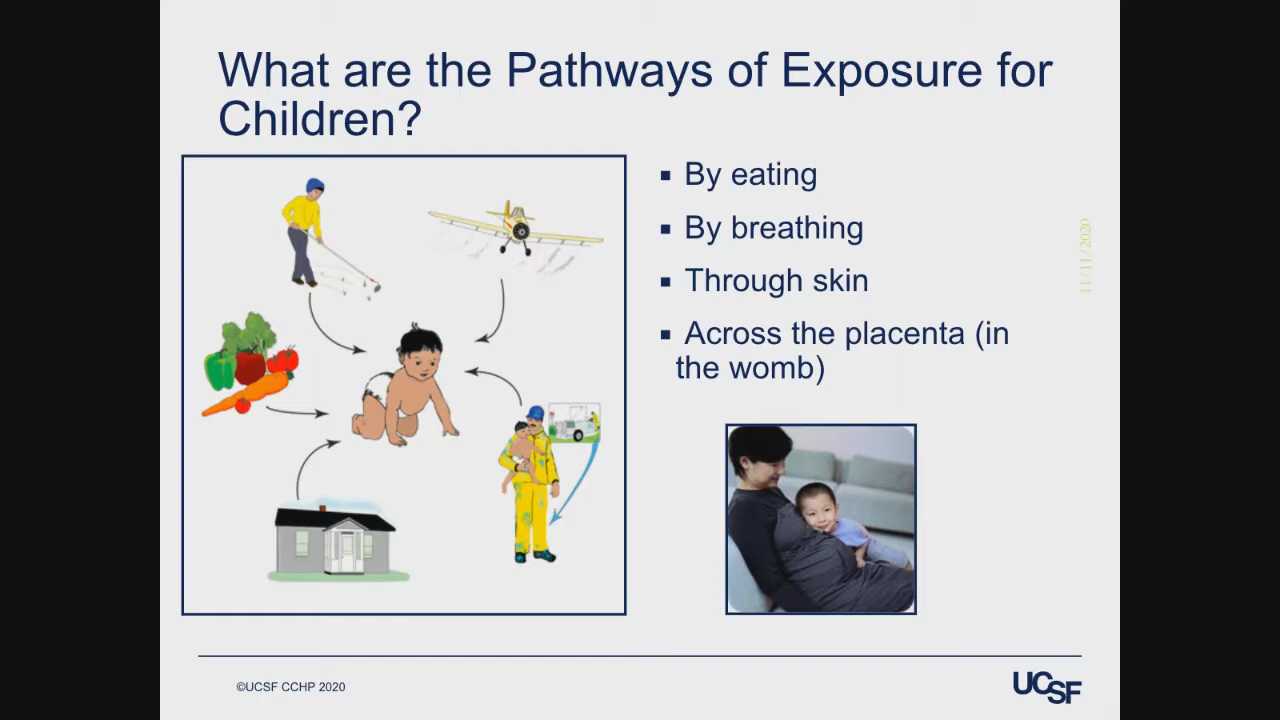 What are the Pathways of Exposure for
Children?
▪ By eating
▪ By breathing
▪ Through skin
▪ Across the placenta (in
the womb)
11/11/2020
©UCSF CCHP 2020
UCSF